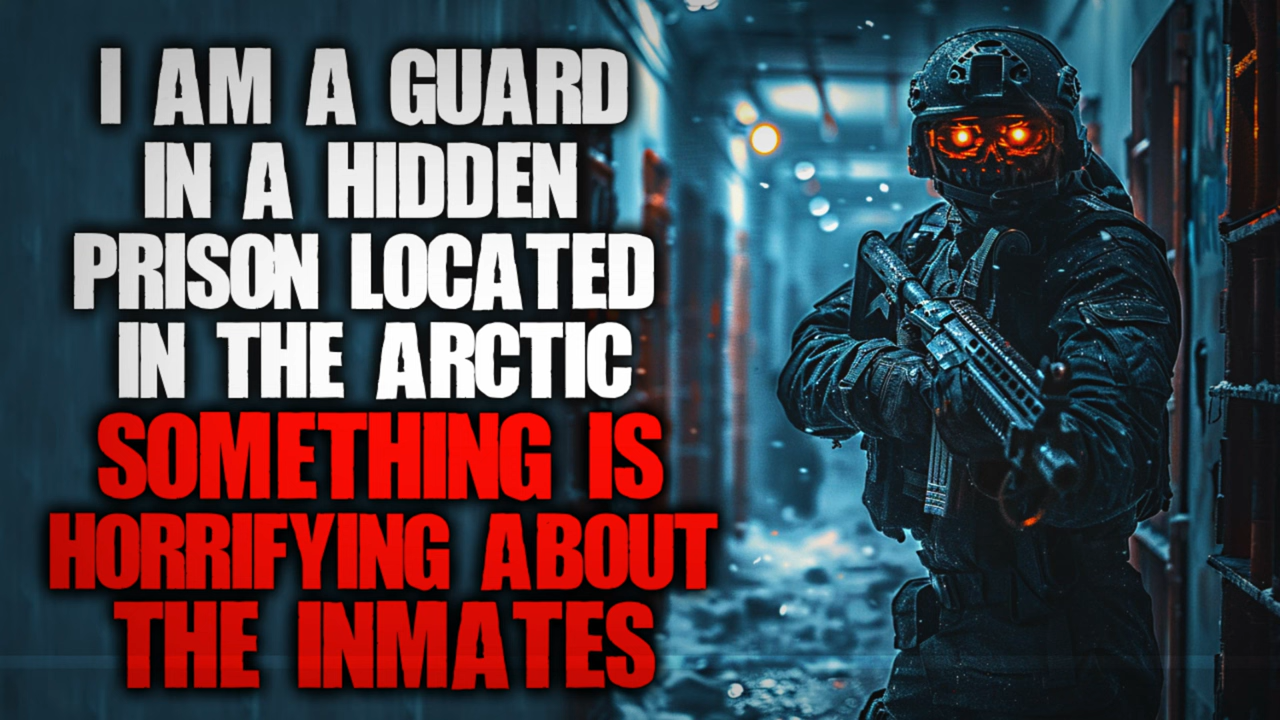 I AM A GUARD
IN A HIDDEN
PRISON LOCATED
IN THE ARCTIC
SOMETHING IS
HORRIFYING ABOUT
THE INMATES